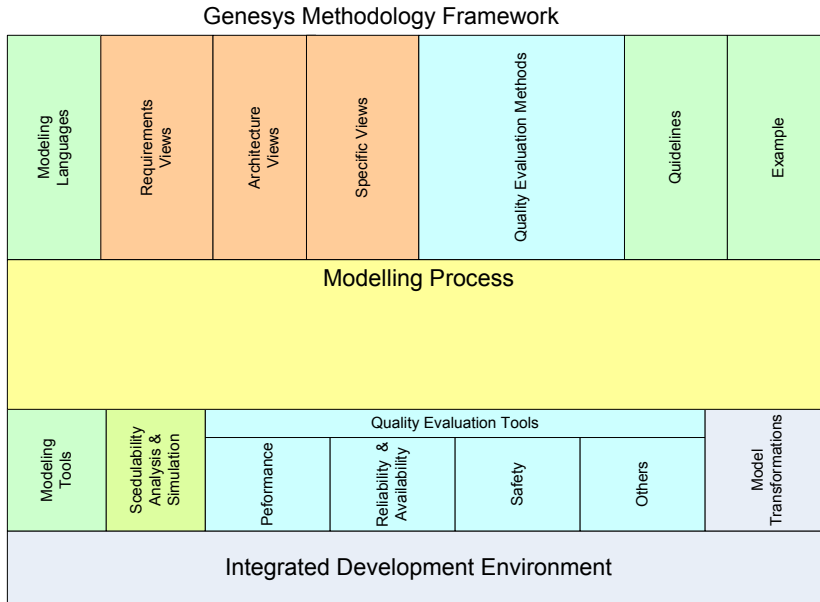 Genesys Methodology Framework
Modeling
Languages
Requirements
Views
Architecture
Views
Specific Views
Quality Evaluation Methods
Quidelines
Example
Modelling Process
Modeling
Tools
Scedulability
Analysis &
Simulation
Quality Evaluation Tools
Peformance
Reliability &
Availability
Safety
Others
Model
Transformations
Integrated Development Environment